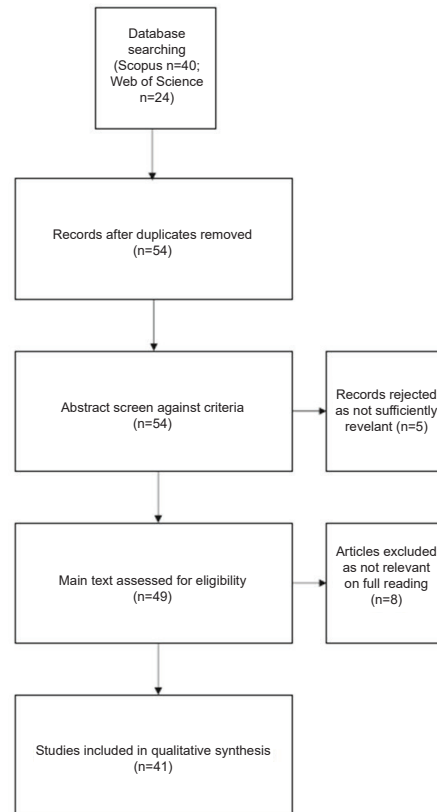 Database
searching
(Scopus n=40;
Web of Science
n=24)
Records after duplicates removed
(n=54)
Abstract screen against criteria
(n=54)
Records rejected
as not sufficiently
revelant (n=5)
Main text assessed for eligibility
(n=49)
Articles excluded
as not relevant
on full reading
(n=8)
Studies included in qualitative synthesis
(n=41)